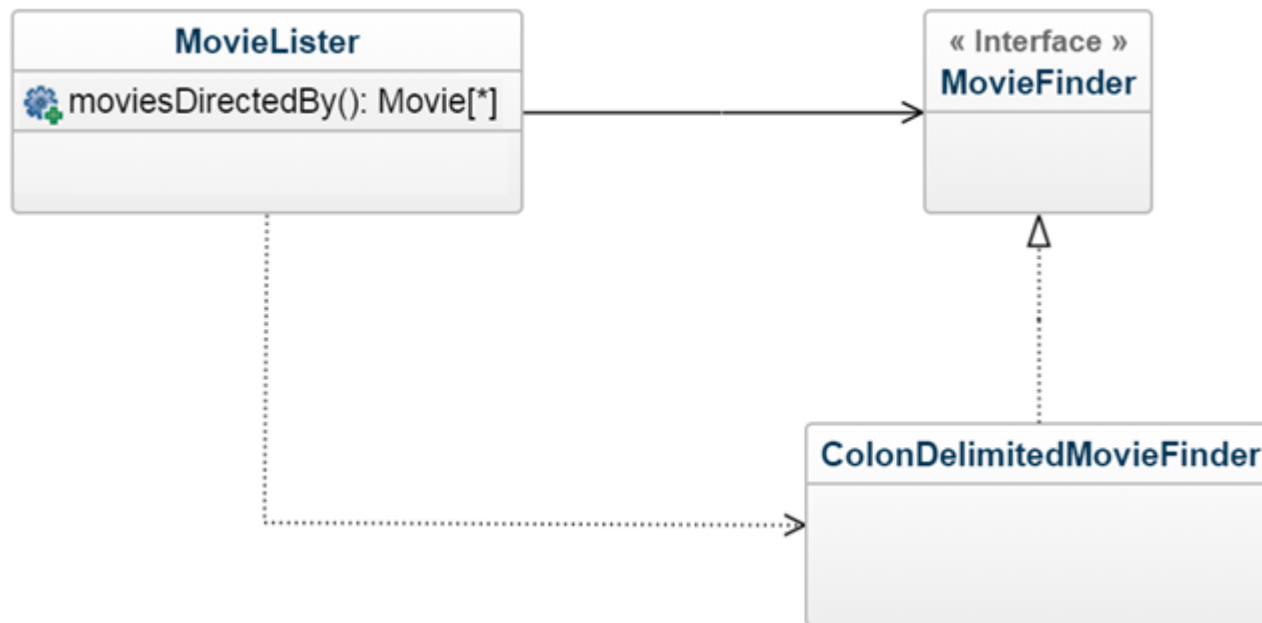 MovieLister
moviesDirectedBy(): Movie[*]
« Interface »
MovieFinder
ColonDelimitedMovieFinder